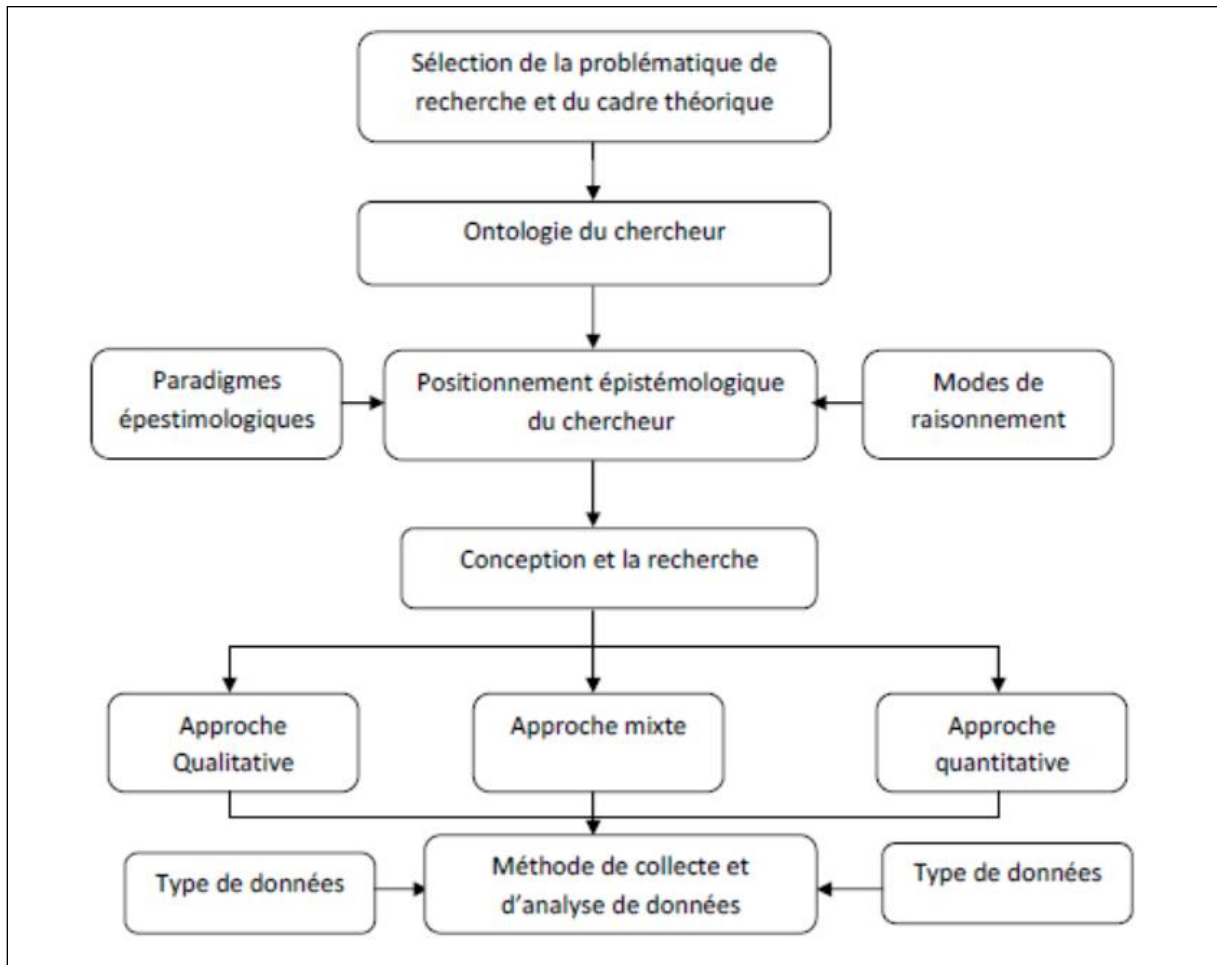 Sélection de la problématique de
recherche et du cadre théorique
Ontologie du chercheur
Paradigmes
épestimologiques
Positionnement épistémologique
du chercheur
Modes de
raisonnement
Conception et la recherche
Approche
Qualitative
Approche mixte
Approche
quantitative
Type de données
Méthode de collecte et
d'analyse de données
Type de données